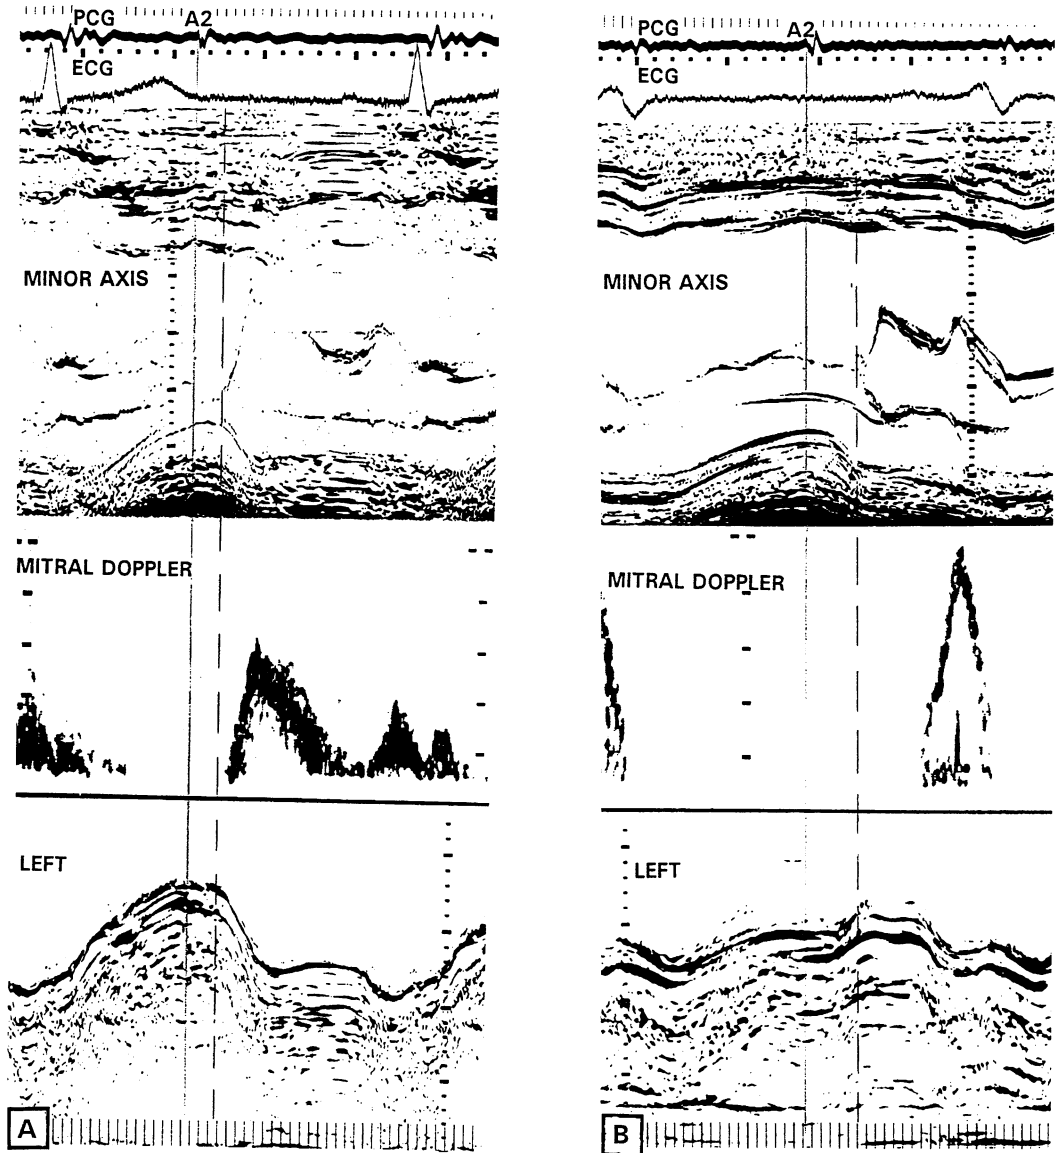 PCG A2
ECG
MINOR AXIS
MITRAL DOPPLER
LEFT
A
PCG A2
ECG
MINOR AXIS
MITRAL DOPPLER
LEFT
B